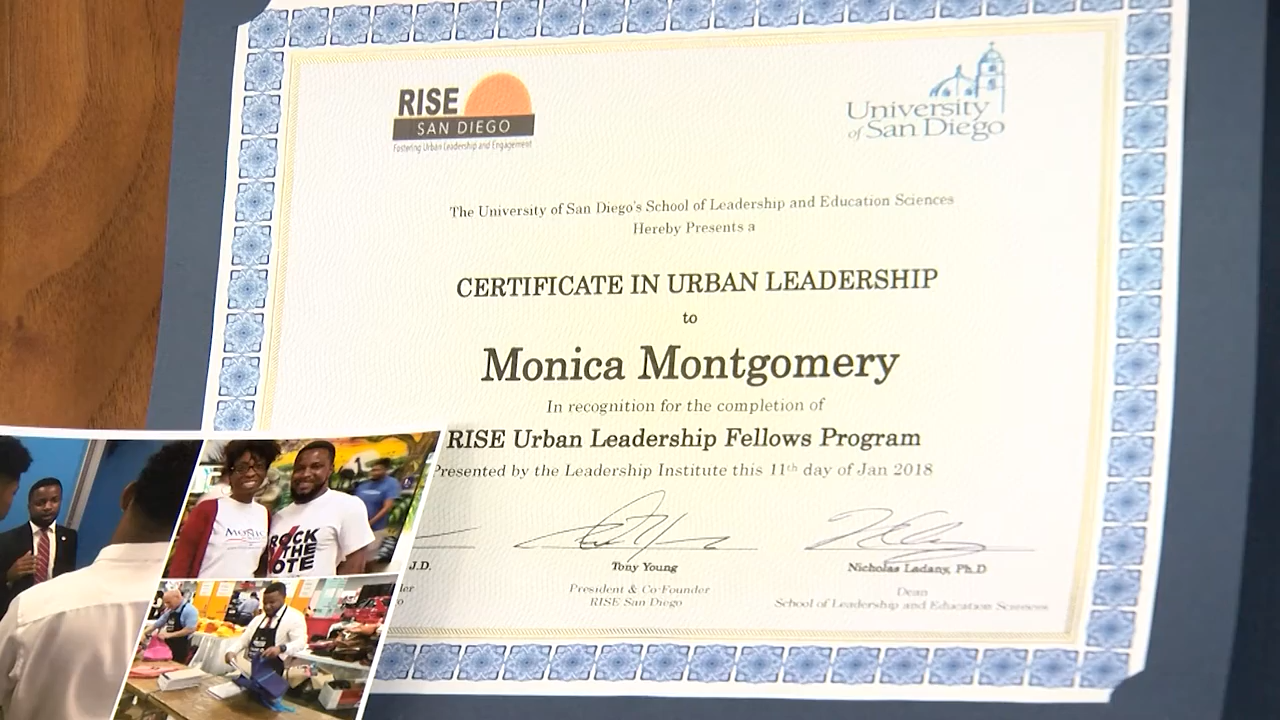 RISE
SAN DIEGO
Fostering Urban Leadership and Engagement
University
of San Diego
The University of San Diego's School of Leadership and Education Sciences
Hereby Presents a
CERTIFICATE IN URBAN LEADERSHIP
to
Monica Montgomery
In recognition for the completion of
RISE Urban Leadership Fellows Program
Presented by the Leadership Institute this 11th day of Jan 2018
J.D.
Tony Young
Nicholas Ladany, Ph.D
President & Co-Founder
RISE San Diego
Dean
School of Leadership and Education Sciences
ROCK
THE
VOTE